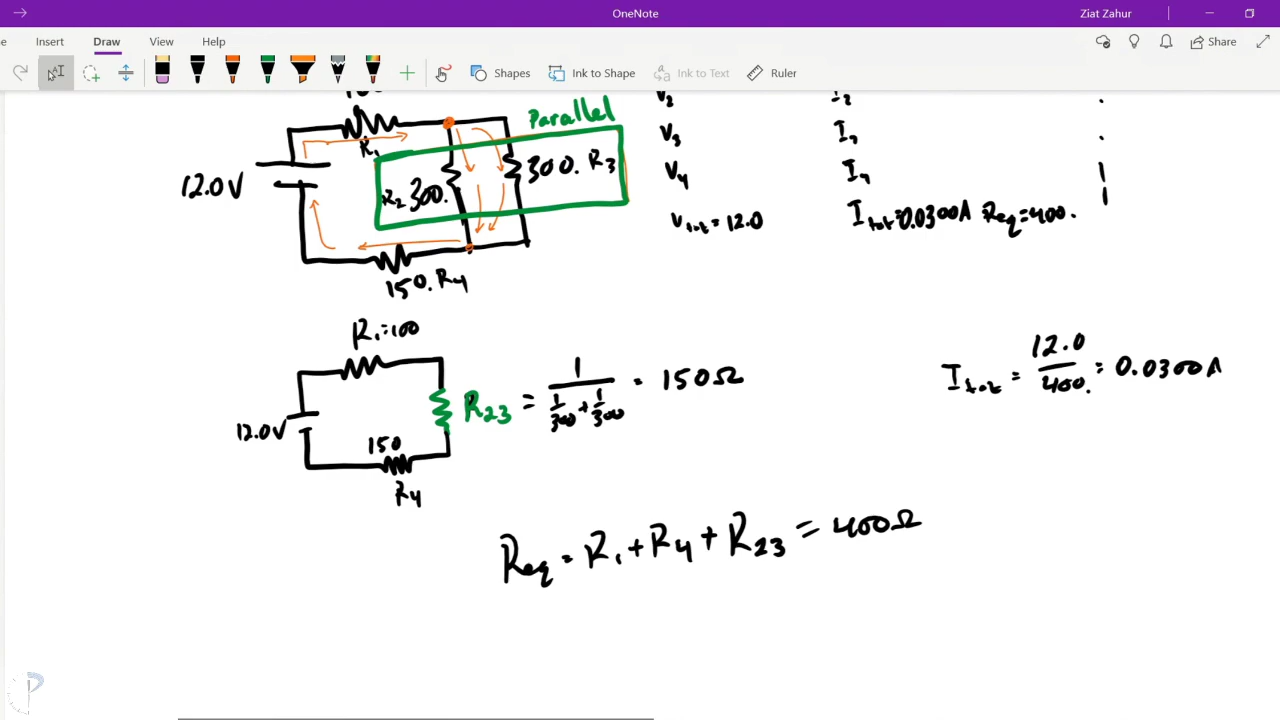 OneNote
Ziat Zahur
Insert Draw View Help
Share
Shapes Ink to Shape Ink to Text Ruler
Parallel
V2 I2 .
R1
V3 .
12.0V
R2 300. 300. R3
V4
Vtot = 12.0 Itot=0.0300A Req=400.
150. R4
R1=100
Itot = 12.0 / 400. = 0.0300A
12.0V
R23 = 1 / (1/300 + 1/300) = 150Ω
150
R4
Req = R1 + R4 + R23 = 400Ω